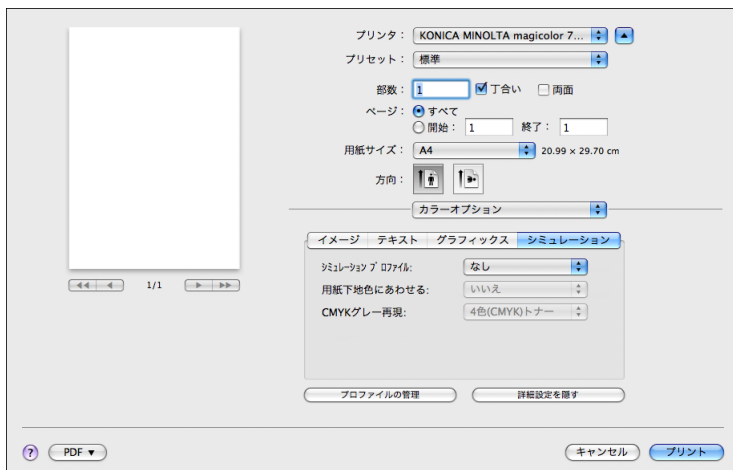 プリンタ： KONICA MINOLTA magicolor 7...
プリセット： 標準
部数： 1 丁合い 両面
ページ： すべて
開始： 1 終了： 1
用紙サイズ： A4 20.99 × 29.70 cm
方向：
カラーオプション
イメージ テキスト グラフィックス シミュレーション
シミュレーション プロファイル: なし
用紙下地色にあわせる: いいえ
CMYKグレー再現: 4色(CMYK)トナー
1/1
プロファイルの管理 詳細設定を隠す
? PDF ▼ キャンセル プリント